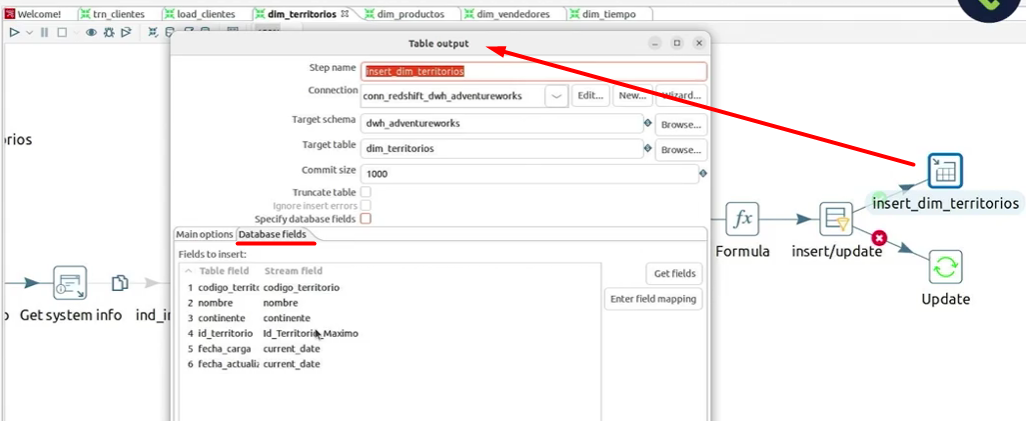 Welcome! trn_clientes load_clientes dim_territorios dim_productos dim_vendedores dim_tiempo
Table output
Step name insert_dim_territorios
Connection conn_redshift_dwh_adventureworks Edit... New... Wizard...
Target schema dwh_adventureworks Browse...
Target table dim_territorios Browse...
Commit size 1000
Truncate table
Ignore insert errors
Specify database fields
Main options Database fields
Fields to insert:
Table field Stream field
1 codigo_territo codigo_territorio
2 nombre nombre
3 continente continente
4 id_territorio Id_Territorio_Maximo
5 fecha_carga current_date
6 fecha_actualiz current_date
Get fields
Enter field mapping
rios
Get system info
ind_i
Formula
insert/update
insert_dim_territorios
Update